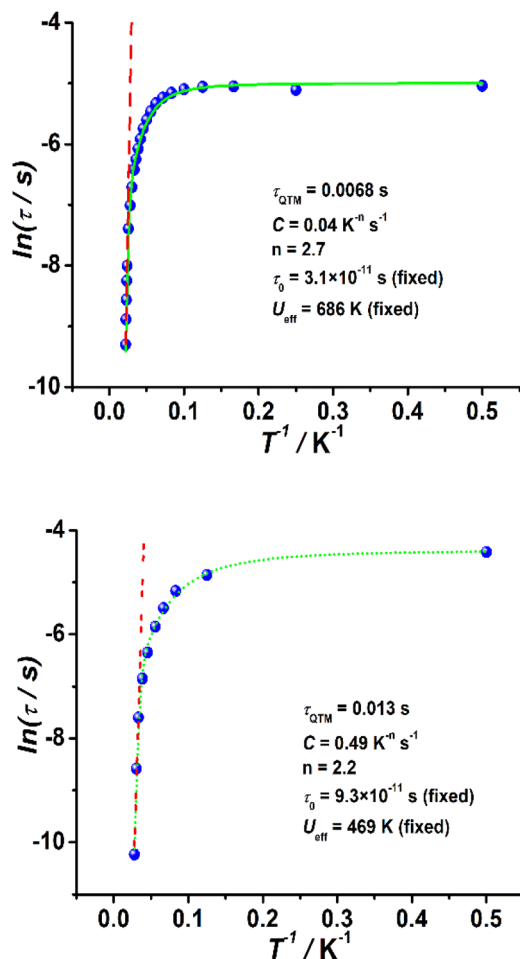 -4
-6
-8
-10
ln(τ / s)
τQTM = 0.0068 s
C = 0.04 K⁻ⁿ s⁻¹
n = 2.7
τ₀ = 3.1×10⁻¹¹ s (fixed)
Ueff = 686 K (fixed)
0.0 0.1 0.2 0.3 0.4 0.5
T⁻¹ / K⁻¹
-4
-6
-8
-10
ln(τ / s)
τQTM = 0.013 s
C = 0.49 K⁻ⁿ s⁻¹
n = 2.2
τ₀ = 9.3×10⁻¹¹ s (fixed)
Ueff = 469 K (fixed)
0.0 0.1 0.2 0.3 0.4 0.5
T⁻¹ / K⁻¹